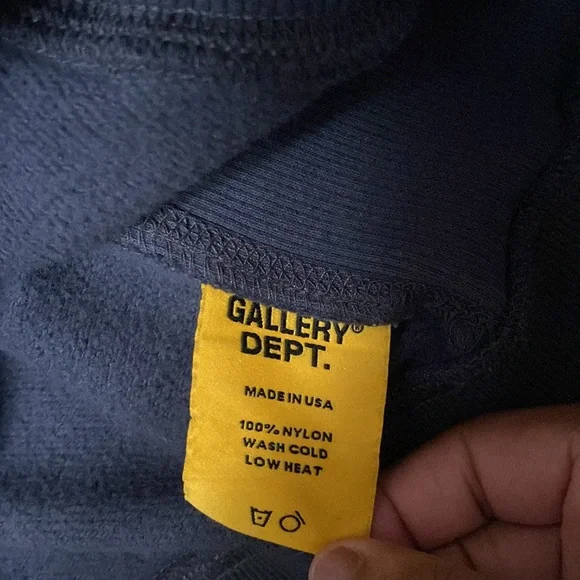 GALLERY®
DEPT.
MADE IN USA
100% NYLON
WASH COLD
LOW HEAT